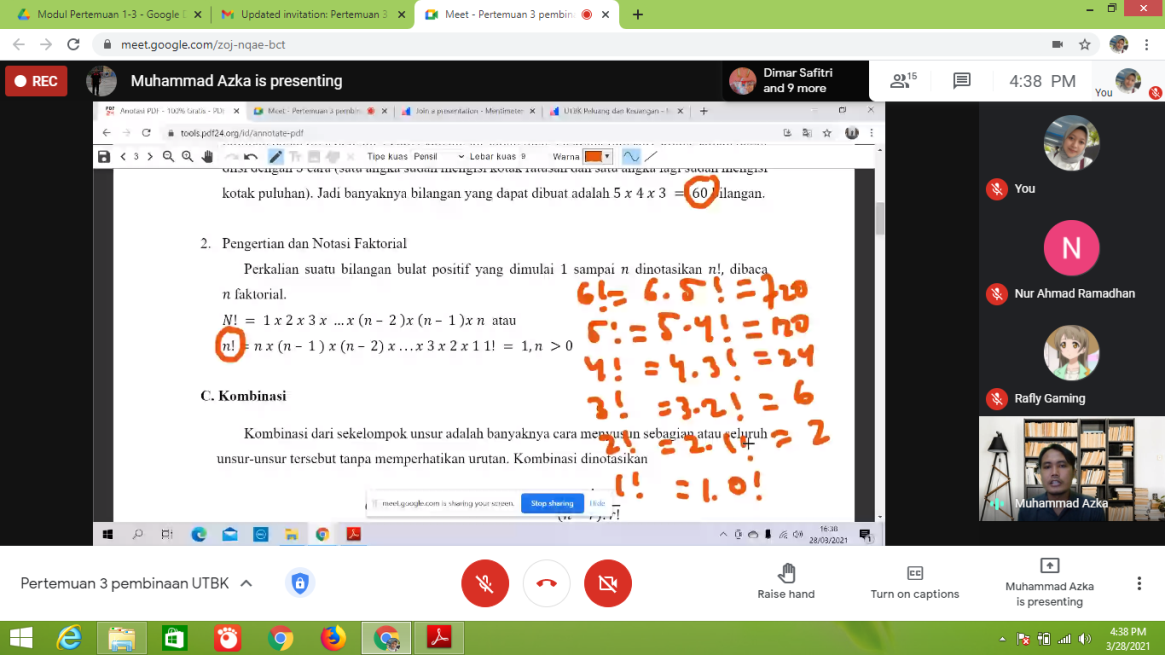 Modul Pertemuan 1-3 - Google D
Updated invitation: Pertemuan 3
Meet - Pertemuan 3 pembin
meet.google.com/zoj-nqae-bct
REC
Muhammad Azka is presenting
Dimar Safitri
and 9 more
15
4:38 PM
You
Anotasi PDF - 100% Gratis - PDF
Meet - Pertemuan 3 pembin
Join a presentation - Mentimeter
UTBK Peluang dan Keuangan - M
tools.pdf24.org/id/annotate-pdf
3
Tipe kuas Pensil
Lebar kuas 9
Warna
diisi dengan 3 cara (satu angka sudah mengisi kotak ratusan dan satu angka lagi sudah mengisi
kotak puluhan). Jadi banyaknya bilangan yang dapat dibuat adalah 5 x 4 x 3 = 60 bilangan.
2. Pengertian dan Notasi Faktorial
Perkalian suatu bilangan bulat positif yang dimulai 1 sampai n dinotasikan n!, dibaca
n faktorial.
N! = 1 x 2 x 3 x …x (n − 2)x (n − 1)x n atau
n! = n x (n − 1 ) x (n − 2) x …x 3 x 2 x 1 1! = 1, n > 0
6! = 6.5! = 720
5! = 5.4! = 120
4! = 4.3! = 24
3! = 3.2! = 6
2! = 2.1! = 2
1! = 1.0!
C. Kombinasi
Kombinasi dari sekelompok unsur adalah banyaknya cara menyusun sebagian atau seluruh
unsur-unsur tersebut tanpa memperhatikan urutan. Kombinasi dinotasikan
meet.google.com is sharing your screen.
Stop sharing
Hide
16:38
28/03/2021
You
N
Nur Ahmad Ramadhan
Rafly Gaming
Muhammad Azka
Pertemuan 3 pembinaan UTBK
Raise hand
CC
Turn on captions
Muhammad Azka
is presenting
4:38 PM
3/28/2021